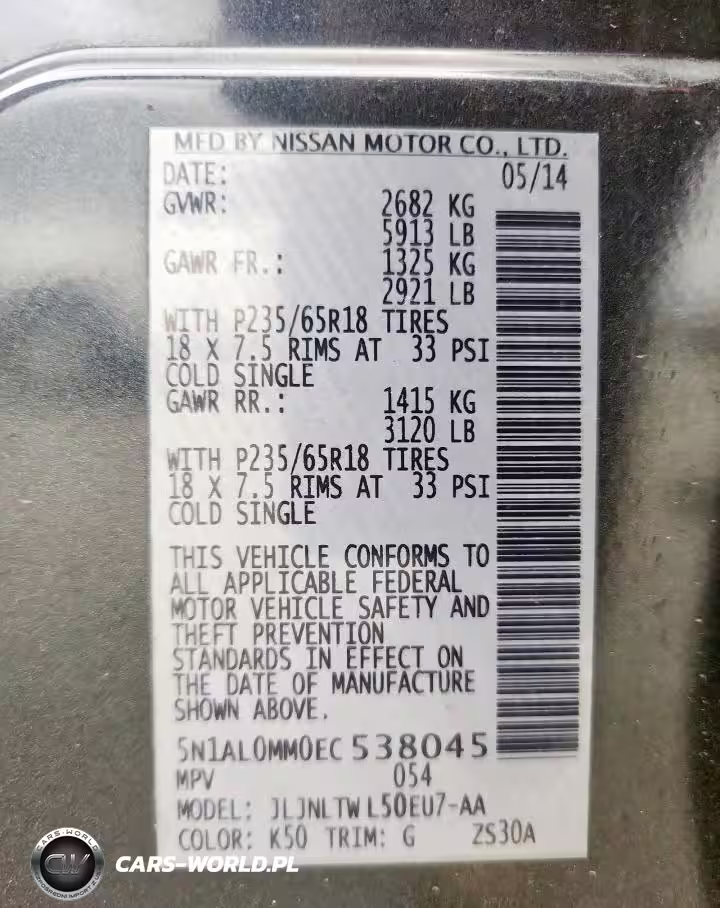 MFD BY NISSAN MOTOR CO., LTD.
DATE: 05/14
GVWR: 2682 KG
5913 LB
GAWR FR.: 1325 KG
2921 LB
WITH P235/65R18 TIRES
18 X 7.5 RIMS AT 33 PSI
COLD SINGLE
GAWR RR.: 1415 KG
3120 LB
WITH P235/65R18 TIRES
18 X 7.5 RIMS AT 33 PSI
COLD SINGLE
THIS VEHICLE CONFORMS TO
ALL APPLICABLE FEDERAL
MOTOR VEHICLE SAFETY AND
THEFT PREVENTION
STANDARDS IN EFFECT ON
THE DATE OF MANUFACTURE
SHOWN ABOVE.
5N1AL0MM0EC538045
MPV 054
MODEL: JLJNLTWL50EU7-AA
COLOR: K50 TRIM: G ZS30A
CARS-WORLD.PL
CARS-WORLD
CW